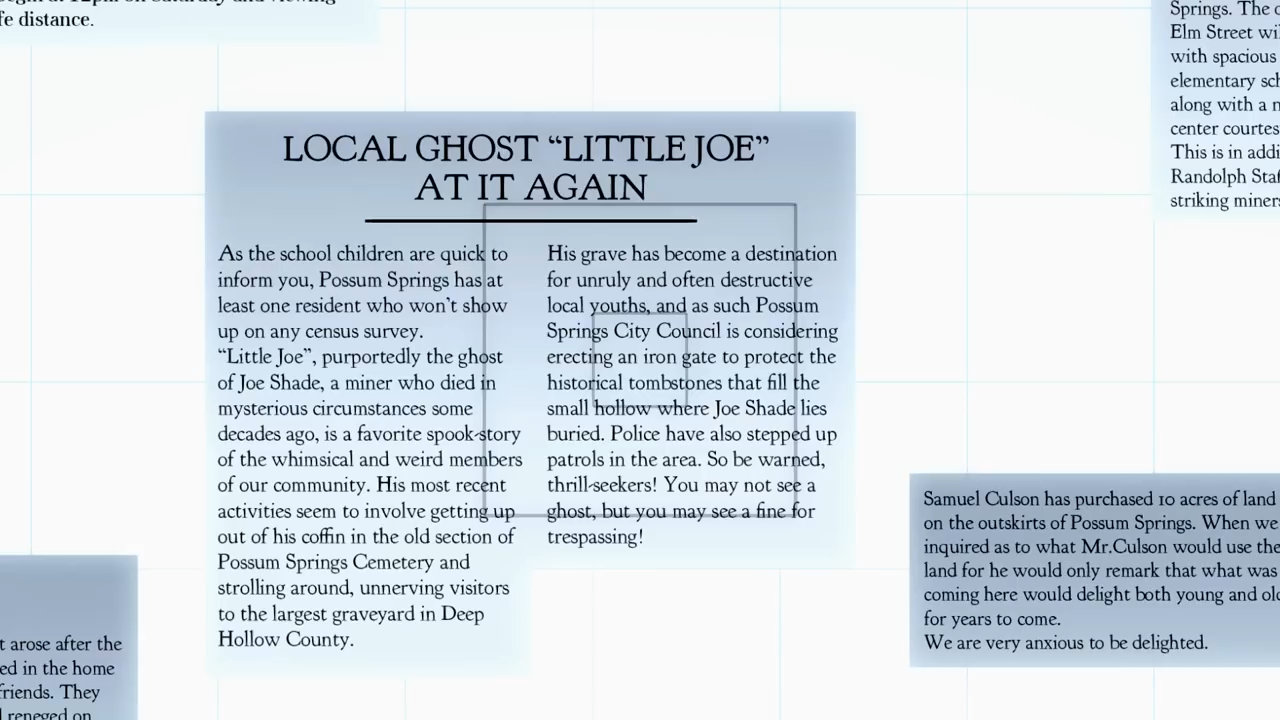 fe distance.
LOCAL GHOST “LITTLE JOE”
AT IT AGAIN
As the school children are quick to
inform you, Possum Springs has at
least one resident who won’t show
up on any census survey.
“Little Joe”, purportedly the ghost
of Joe Shade, a miner who died in
mysterious circumstances some
decades ago, is a favorite spook-story
of the whimsical and weird members
of our community. His most recent
activities seem to involve getting up
out of his coffin in the old section of
Possum Springs Cemetery and
strolling around, unnerving visitors
to the largest graveyard in Deep
Hollow County.
His grave has become a destination
for unruly and often destructive
local youths, and as such Possum
Springs City Council is considering
erecting an iron gate to protect the
historical tombstones that fill the
small hollow where Joe Shade lies
buried. Police have also stepped up
patrols in the area. So be warned,
thrill-seekers! You may not see a
ghost, but you may see a fine for
trespassing!
Springs. The
Elm Street
with spacious
elementary
along with a
center
This is in
Randolph
striking
Samuel Culson has purchased 10 acres of land
on the outskirts of Possum Springs. When we
inquired as to what Mr.Culson would use the
land for he would only remark that what was
coming here would delight both young and
for years to come.
We are very anxious to be delighted.
t arose after the
ed in the home
friends. They
reneged on